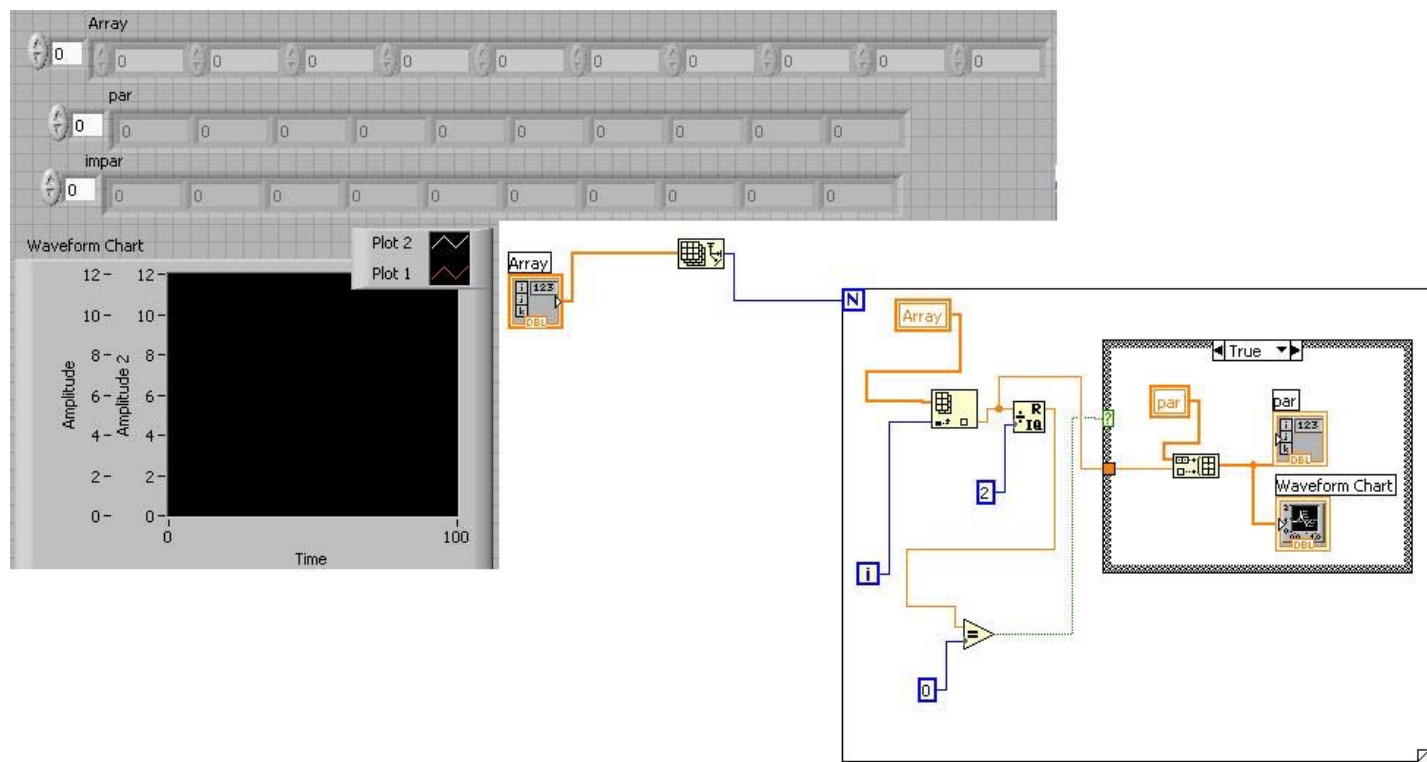 Array
0 0 0 0 0 0 0 0 0 0 0
par
0 0 0 0 0 0 0 0 0 0 0
impar
0 0 0 0 0 0 0 0 0 0 0
Waveform Chart
Plot 2
Plot 1
12 12
10 10
8 8
6 6
4 4
2 2
0 0
Amplitude
Amplitude 2
0 100
Time
Array
i 123
j
k
DBL
N
Array
R
IQ
2
i
0
=
True
?
par
par
i 123
j
k
DBL
Waveform Chart
DBL